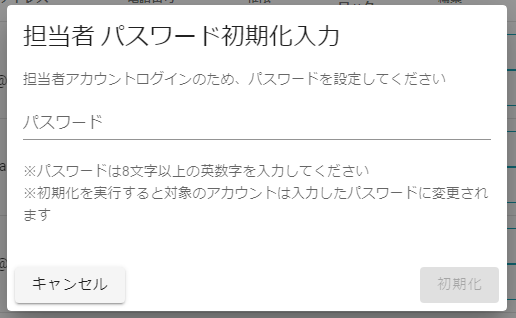 担当者 パスワード初期化入力
担当者アカウントログインのため、パスワードを設定してください
パスワード
※パスワードは8文字以上の英数字を入力してください
※初期化を実行すると対象のアカウントは入力したパスワードに変更され
ます
キャンセル
初期化